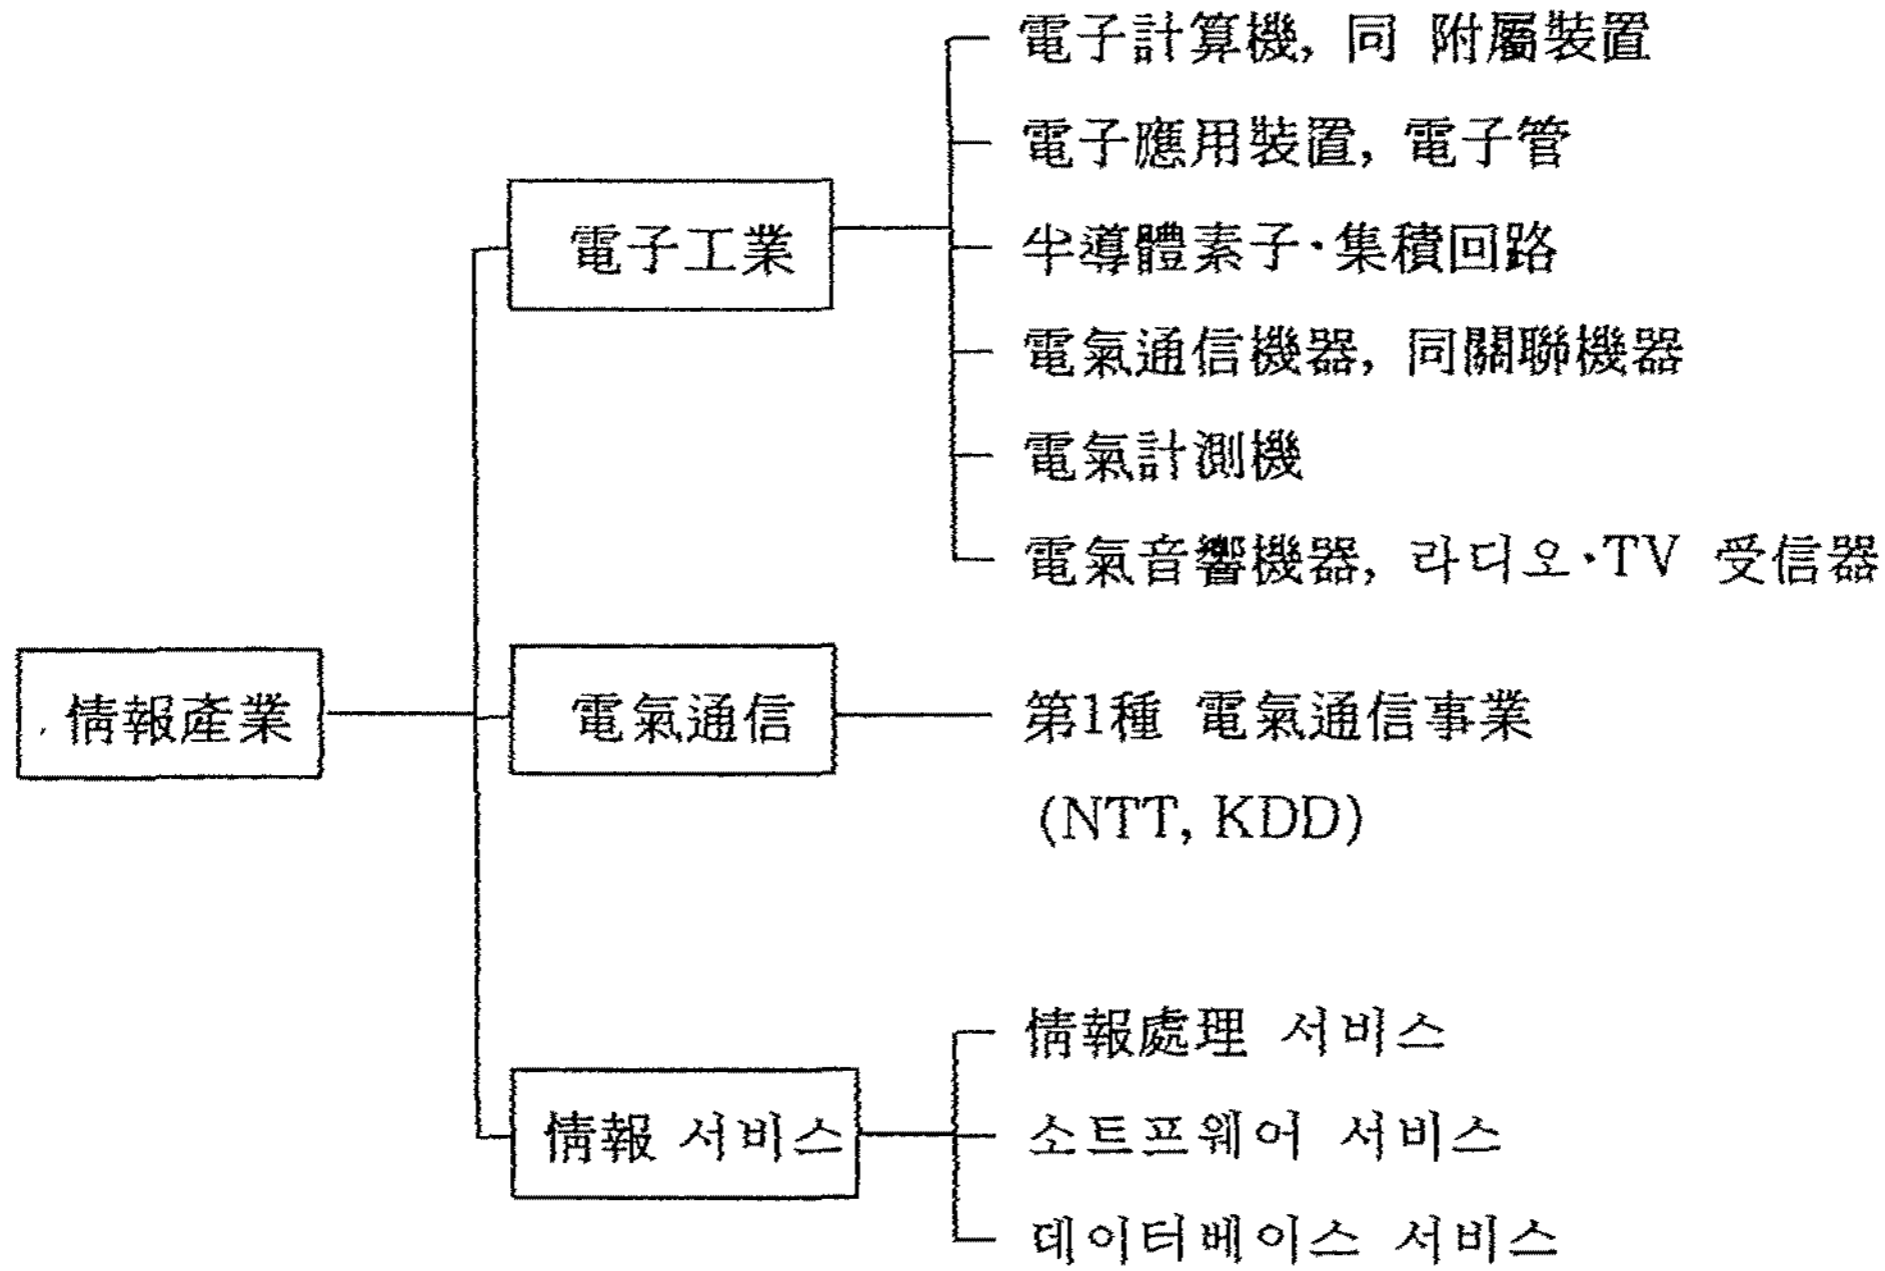 電子計算機, 同 附屬裝置
電子應用裝置, 電子管
電子工業
半導體素子·集積回路
電氣通信機器, 同關聯機器
電氣計測機
電氣音響機器, 라디오·TV 受信器
情報産業
電氣通信
第1種 電氣通信事業
(NTT, KDD)
情報 서비스
情報處理 서비스
소트프웨어 서비스
데이터베이스 서비스